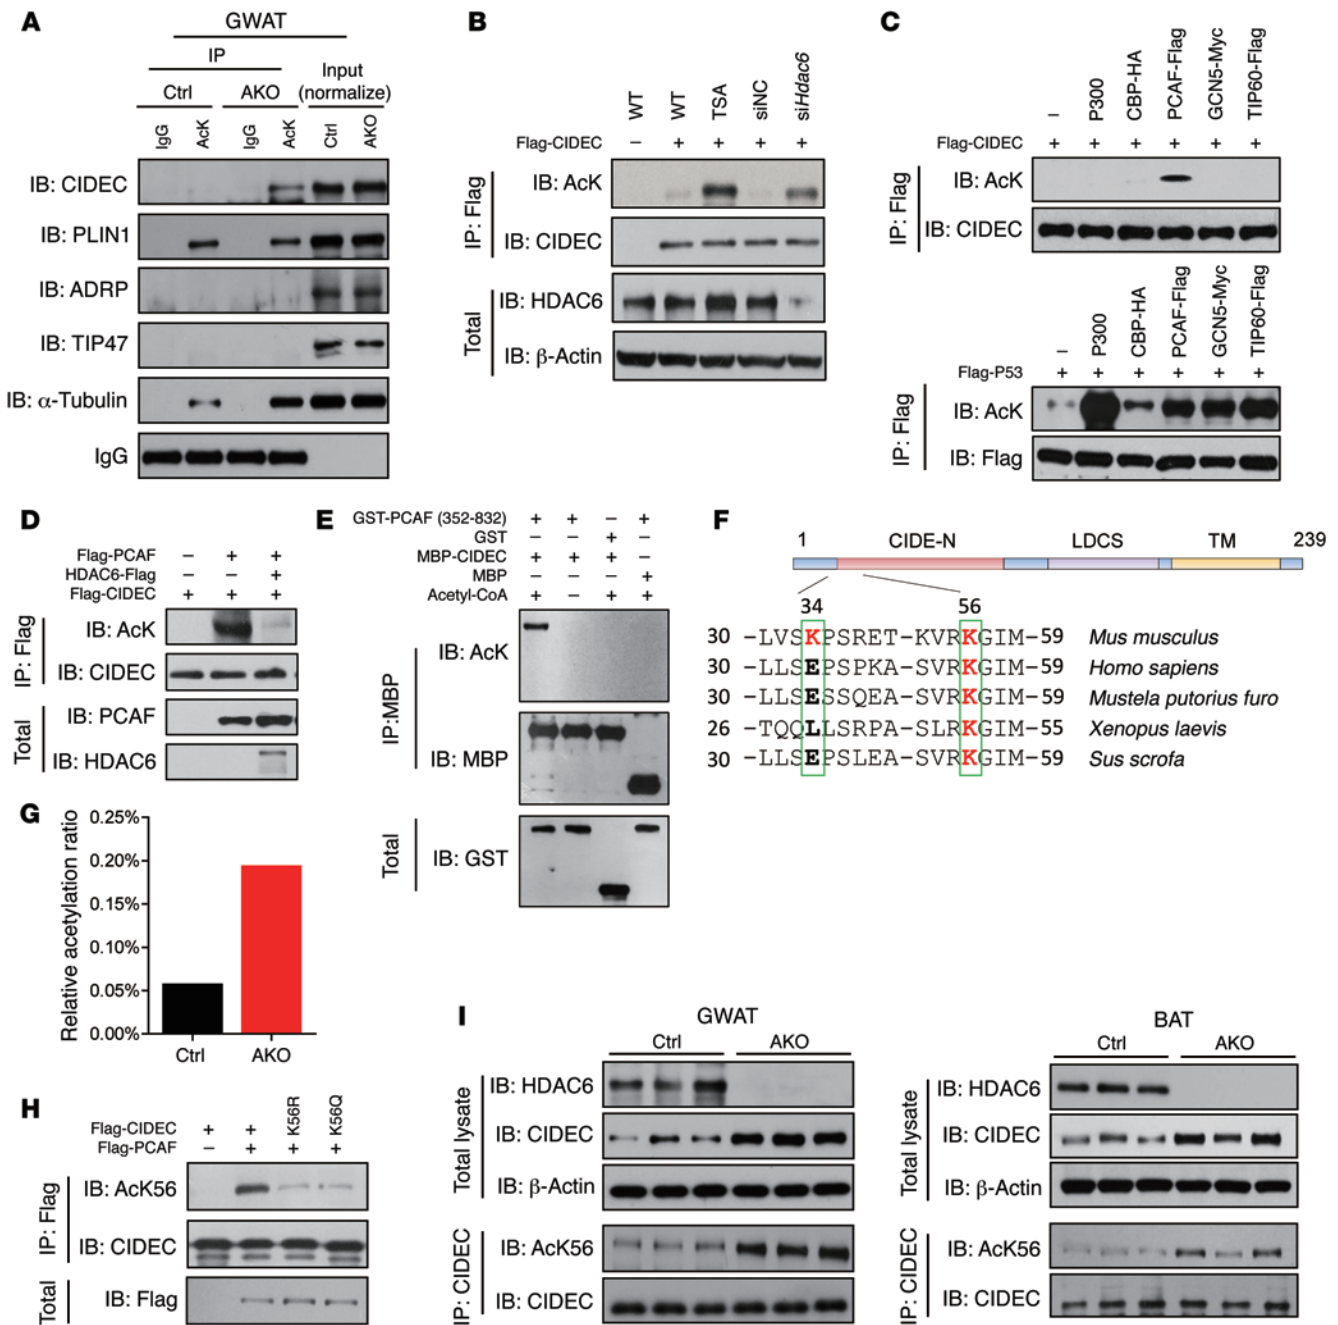 A
GWAT
IP
Input
(normalize)
Ctrl AKO
IgG AcK IgG AcK Ctrl AKO
IB: CIDEC
IB: PLIN1
IB: ADRP
IB: TIP47
IB: α-Tubulin
IgG
B
WT WT TSA siNC siHdac6
Flag-CIDEC – + + + +
IP: Flag
IB: AcK
IB: CIDEC
Total
IB: HDAC6
IB: β-Actin
C
– P300 CBP-HA PCAF-Flag GCN5-Myc TIP60-Flag
Flag-CIDEC + + + + + +
IP: Flag
IB: AcK
IB: CIDEC
– P300 CBP-HA PCAF-Flag GCN5-Myc TIP60-Flag
Flag-P53 + + + + + +
IP: Flag
IB: AcK
IB: Flag
D
Flag-PCAF – + +
HDAC6-Flag – – +
Flag-CIDEC + + +
IP: Flag
IB: AcK
IB: CIDEC
Total
IB: PCAF
IB: HDAC6
E
GST-PCAF (352-832) + + – +
GST – – + –
MBP-CIDEC + + + –
MBP – – – +
Acetyl-CoA + – + +
IP:MBP
IB: AcK
IB: MBP
Total
IB: GST
F
1 CIDE-N LDCS TM 239
34 56
30 -LVSKPSRET-KVRKGIM-59 Mus musculus
30 -LLSEPSPKA-SVRKGIM-59 Homo sapiens
30 -LLSESSQEA-SVRKGIM-59 Mustela putorius furo
26 -TQQLLSRPA-SLRKGIM-55 Xenopus laevis
30 -LLSEPSLEA-SVRKGIM-59 Sus scrofa
G
Relative acetylation ratio
0.25%
0.20%
0.15%
0.10%
0.05%
0.00%
Ctrl AKO
H
Flag-CIDEC + + K56R K56Q
Flag-PCAF – + + +
IP: Flag
IB: AcK56
IB: CIDEC
Total
IB: Flag
I
GWAT
Ctrl AKO
Total lysate
IB: HDAC6
IB: CIDEC
IB: β-Actin
IP: CIDEC
IB: AcK56
IB: CIDEC
BAT
Ctrl AKO
Total lysate
IB: HDAC6
IB: CIDEC
IB: β-Actin
IP: CIDEC
IB: AcK56
IB: CIDEC